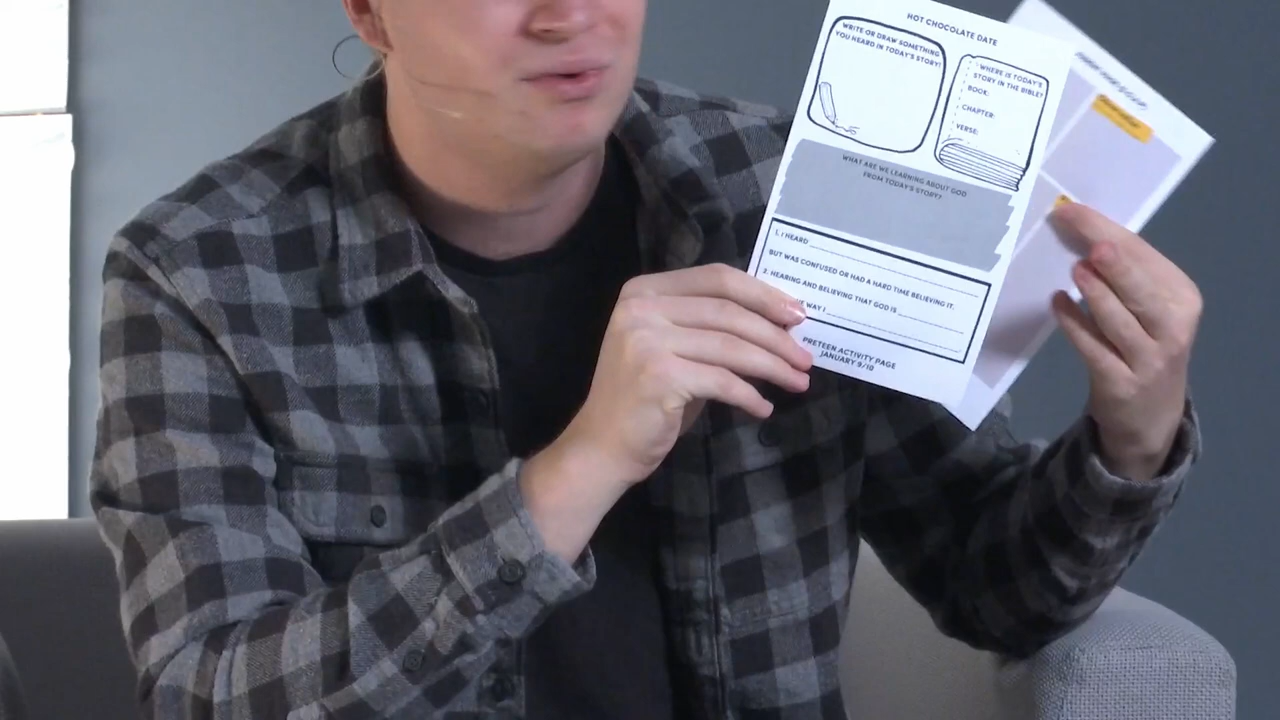 HOT CHOCOLATE DATE
WRITE OR DRAW SOMETHING
YOU HEARD IN TODAY'S STORY!
WHERE IS TODAY'S
STORY IN THE BIBLE?
BOOK:
CHAPTER:
VERSE:
WHAT ARE WE LEARNING ABOUT GOD
FROM TODAY'S STORY?
1. I HEARD
BUT WAS CONFUSED OR HAD A HARD TIME BELIEVING IT.
2. HEARING AND BELIEVING THAT GOD IS
WAY I
PRETEEN ACTIVITY PAGE
JANUARY 9/10